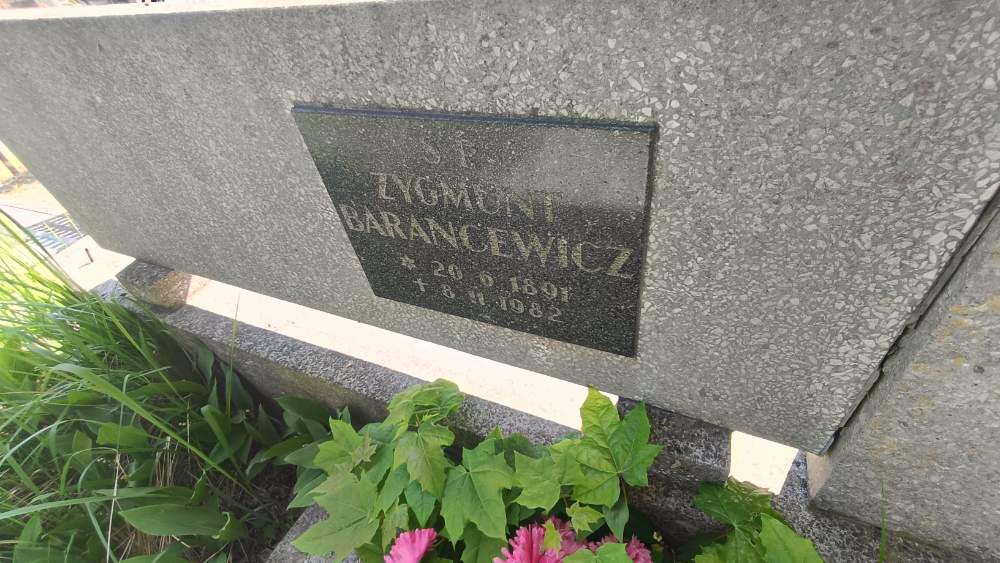 Ś P
ZYGMUNT
BARANCEWICZ
* 20 6 1891
† 8 11 1982